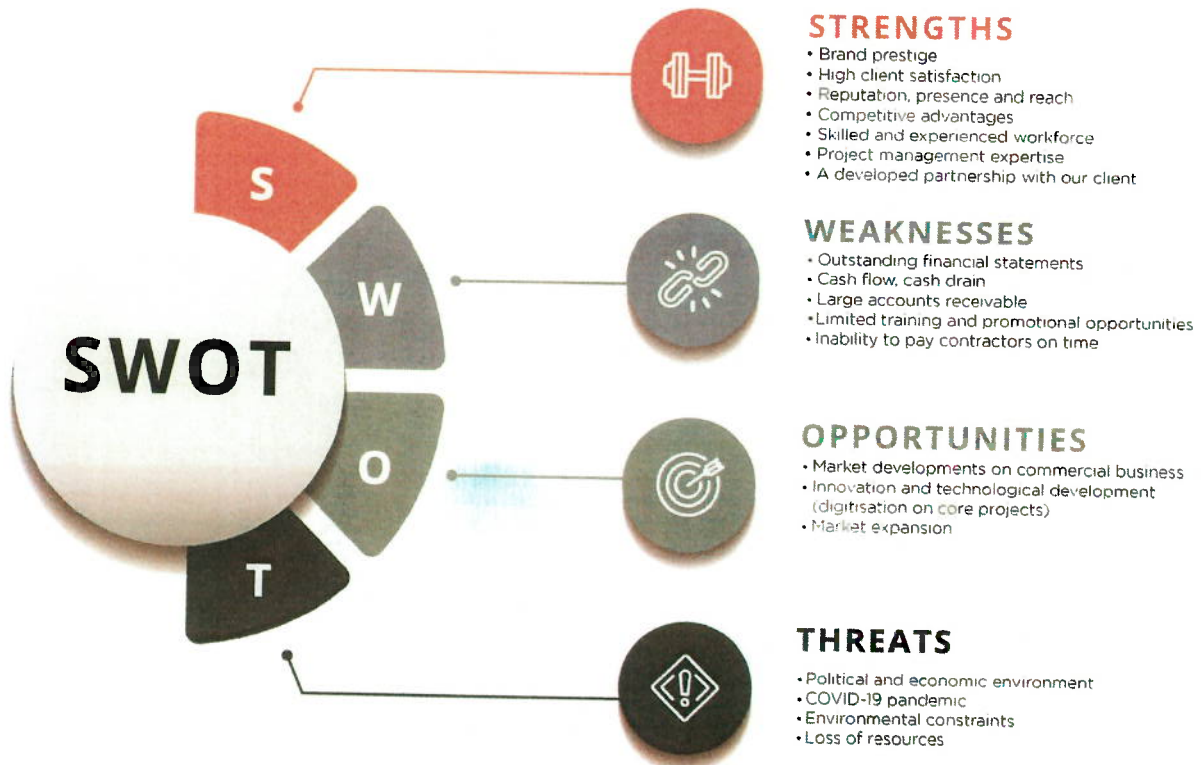 STRENGTHS
• Brand prestige
• High client satisfaction
• Reputation, presence and reach
• Competitive advantages
• Skilled and experienced workforce
• Project management expertise
• A developed partnership with our client
S
WEAKNESSES
• Outstanding financial statements
• Cash flow, cash drain
• Large accounts receivable
•Limited training and promotional opportunities
• Inability to pay contractors on time
W
SWOT
OPPORTUNITIES
• Market developments on commercial business
• Innovation and technological development
(digitisation on core projects)
• Market expansion
O
T
THREATS
• Political and economic environment
• COVID-19 pandemic
• Environmental constraints
• Loss of resources